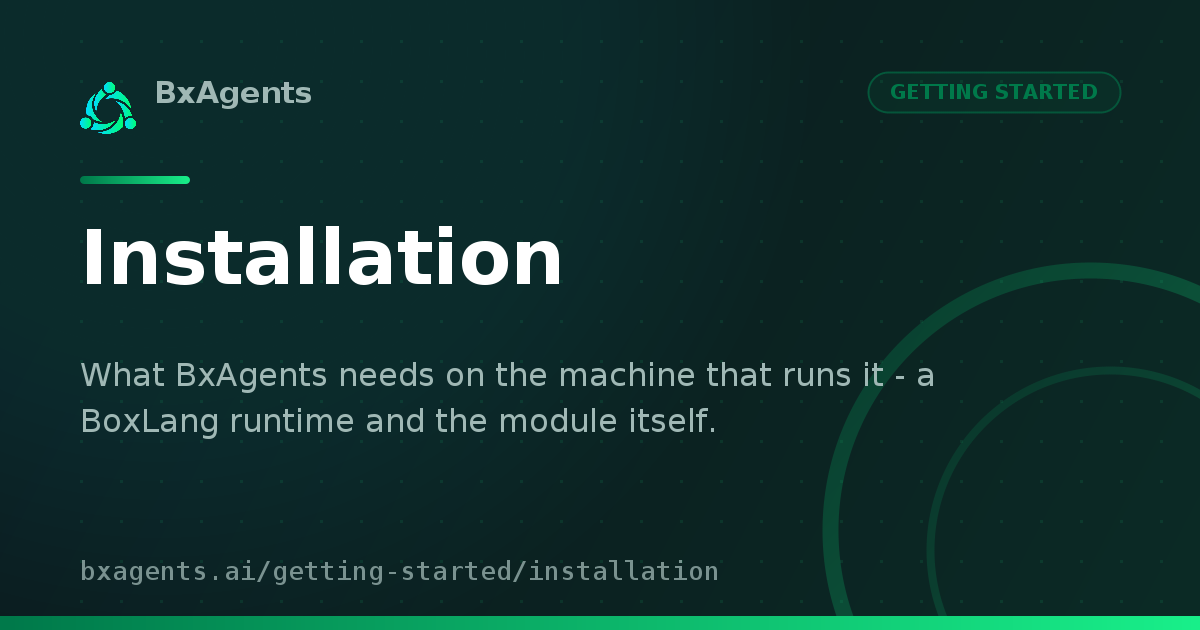 BxAgents
GETTING STARTED
Installation
What BxAgents needs on the machine that runs it - a
BoxLang runtime and the module itself.
bxagents.ai/getting-started/installation